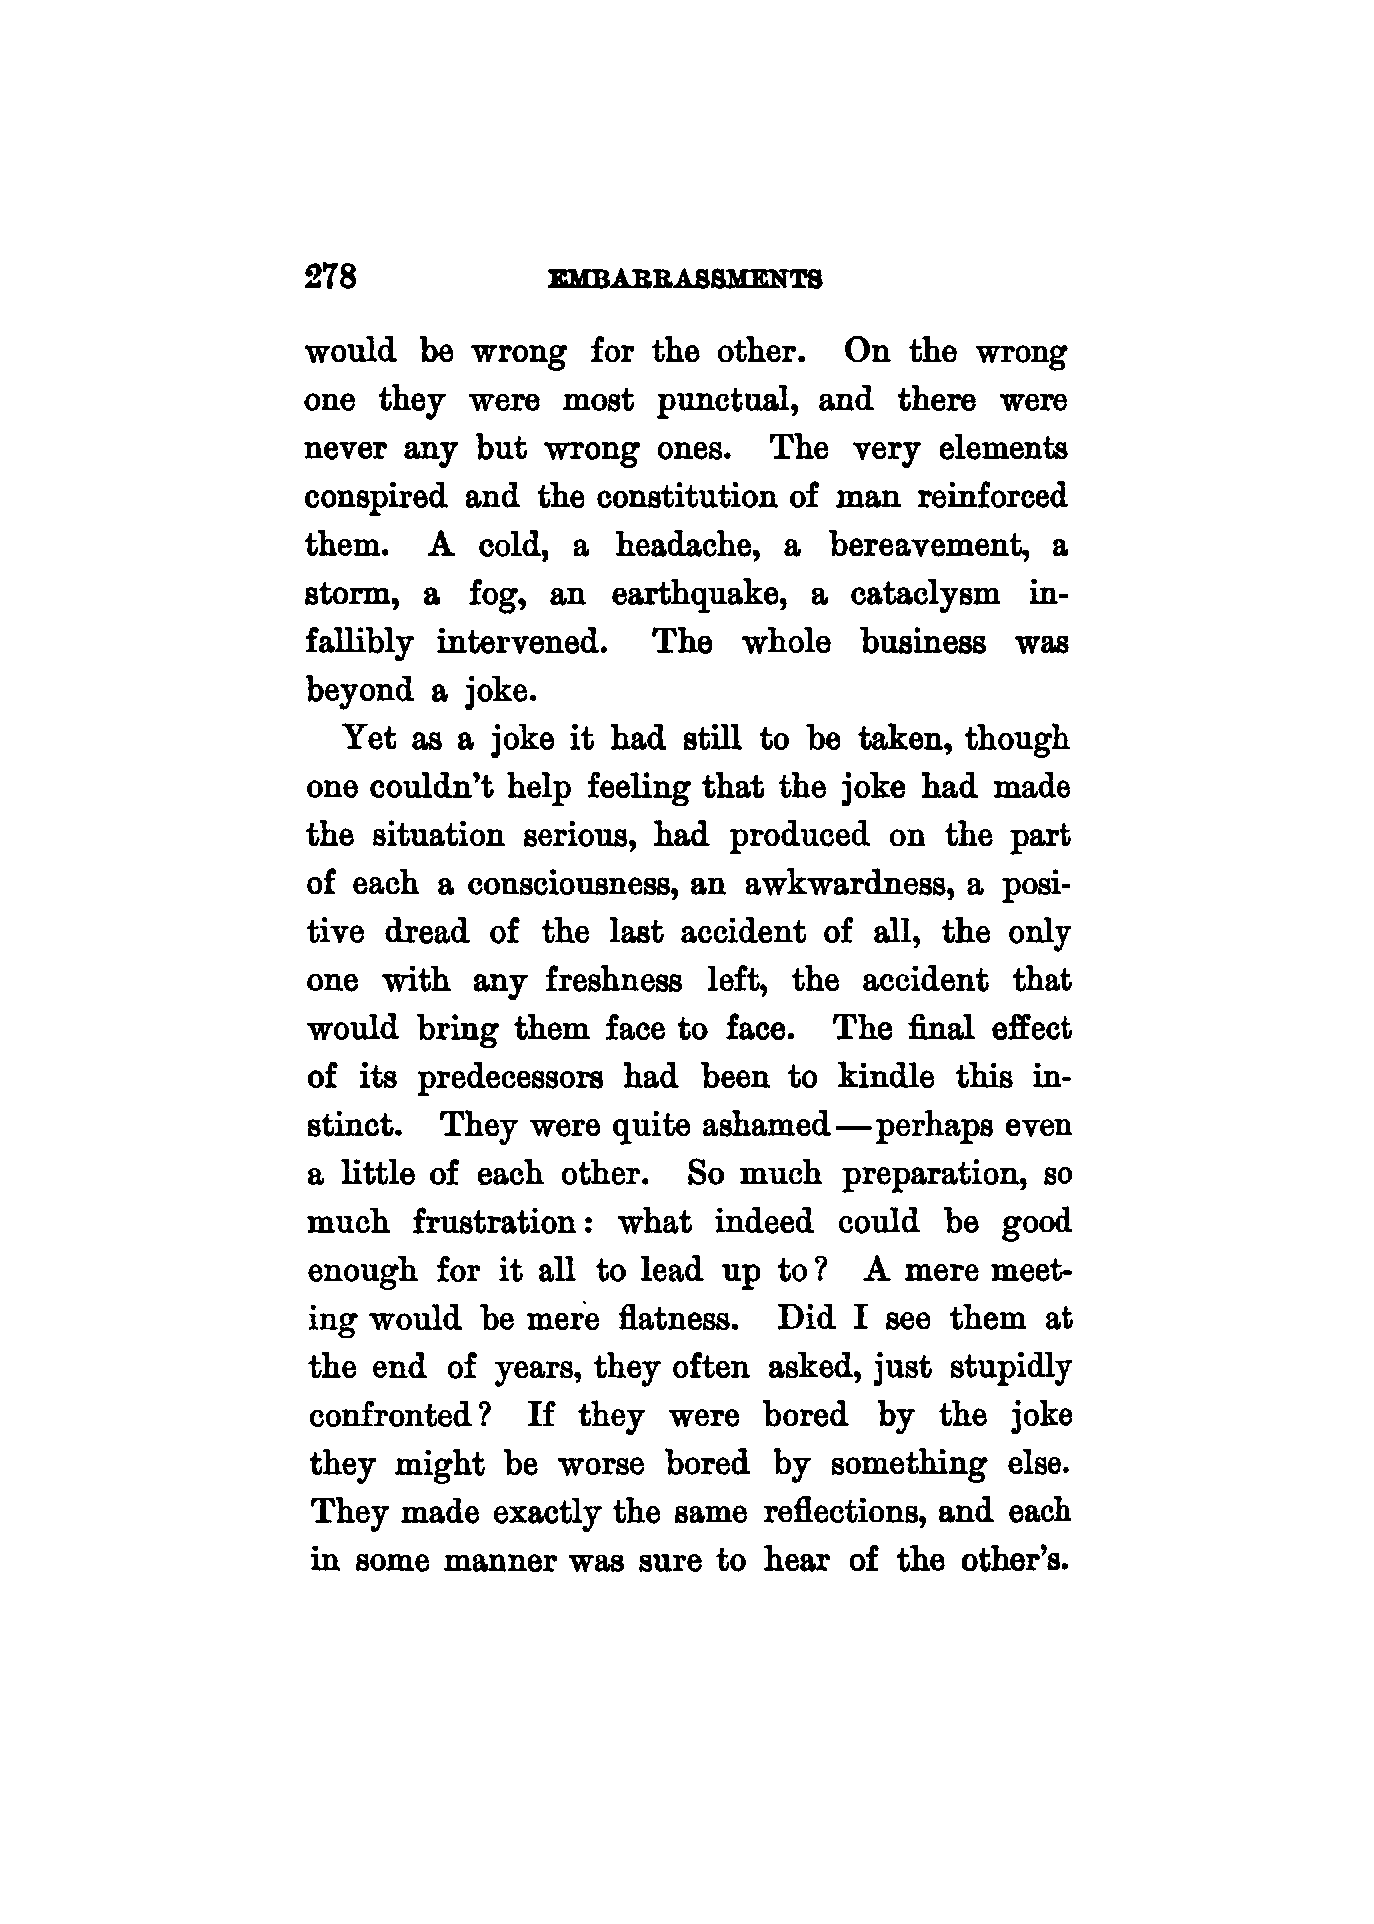 278 EMBARRASSMENTS
would be wrong for the other. On the wrong
one they were most punctual, and there were
never any but wrong ones. The very elements
conspired and the constitution of man reinforced
them. A cold, a headache, a bereavement, a
storm, a fog, an earthquake, a cataclysm in-
fallibly intervened. The whole business was
beyond a joke.
Yet as a joke it had still to be taken, though
one couldn't help feeling that the joke had made
the situation serious, had produced on the part
of each a consciousness, an awkwardness, a posi-
tive dread of the last accident of all, the only
one with any freshness left, the accident that
would bring them face to face. The final effect
of its predecessors had been to kindle this in-
stinct. They were quite ashamed—perhaps even
a little of each other. So much preparation, so
much frustration: what indeed could be good
enough for it all to lead up to? A mere meet-
ing would be mere flatness. Did I see them at
the end of years, they often asked, just stupidly
confronted? If they were bored by the joke
they might be worse bored by something else.
They made exactly the same reflections, and each
in some manner was sure to hear of the other's.